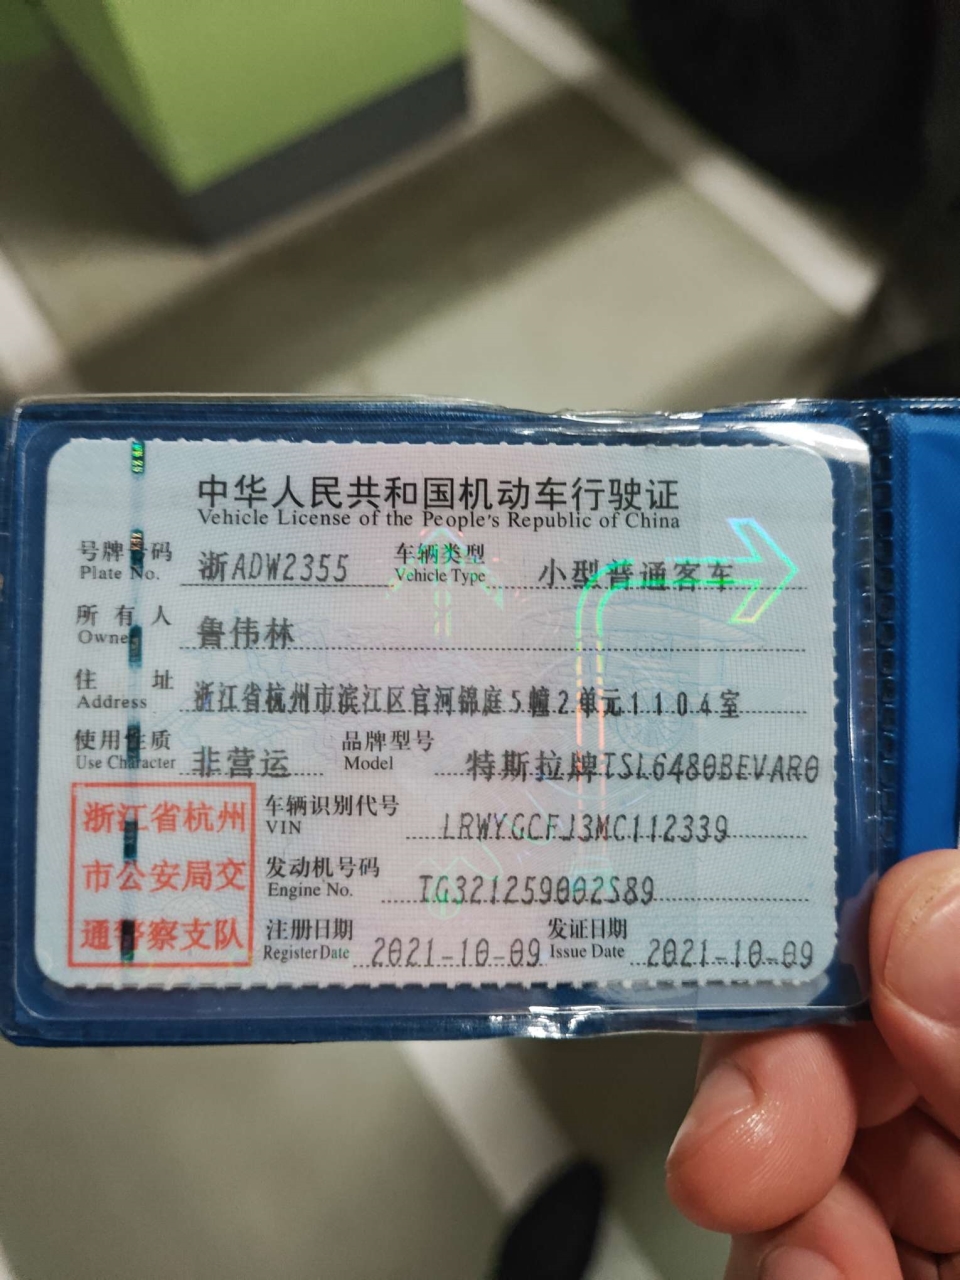 中华人民共和国机动车行驶证
Vehicle License of the People's Republic of China
号牌号码 浙ADW2355 车辆类型 小型普通客车
Plate No. Vehicle Type
所有人 鲁伟林
Owner
住址 浙江省杭州市滨江区官河锦庭5幢2单元1104室
Address
使用性质 非营运 品牌型号 特斯拉牌TSL6480BEVAR0
Use Character Model
浙江省杭州
市公安局交
通警察支队
车辆识别代号 LRWYGCFJ3MC112339
VIN
发动机号码 TG321259002S89
Engine No.
注册日期 2021-10-09 发证日期 2021-10-09
Register Date Issue Date